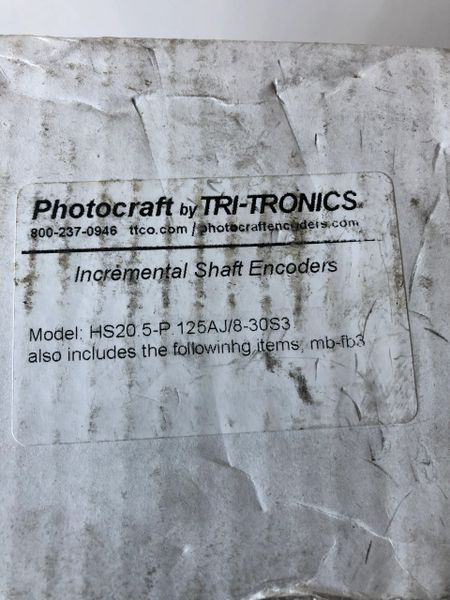 Photocraft by TRI-TRONICS
800-237-0946 ttco.com / photocraftencoders.com
Incremental Shaft Encoders
Model: HS20.5-P.125AJ/8-30S3
also includes the followinhg items; mb-fb3